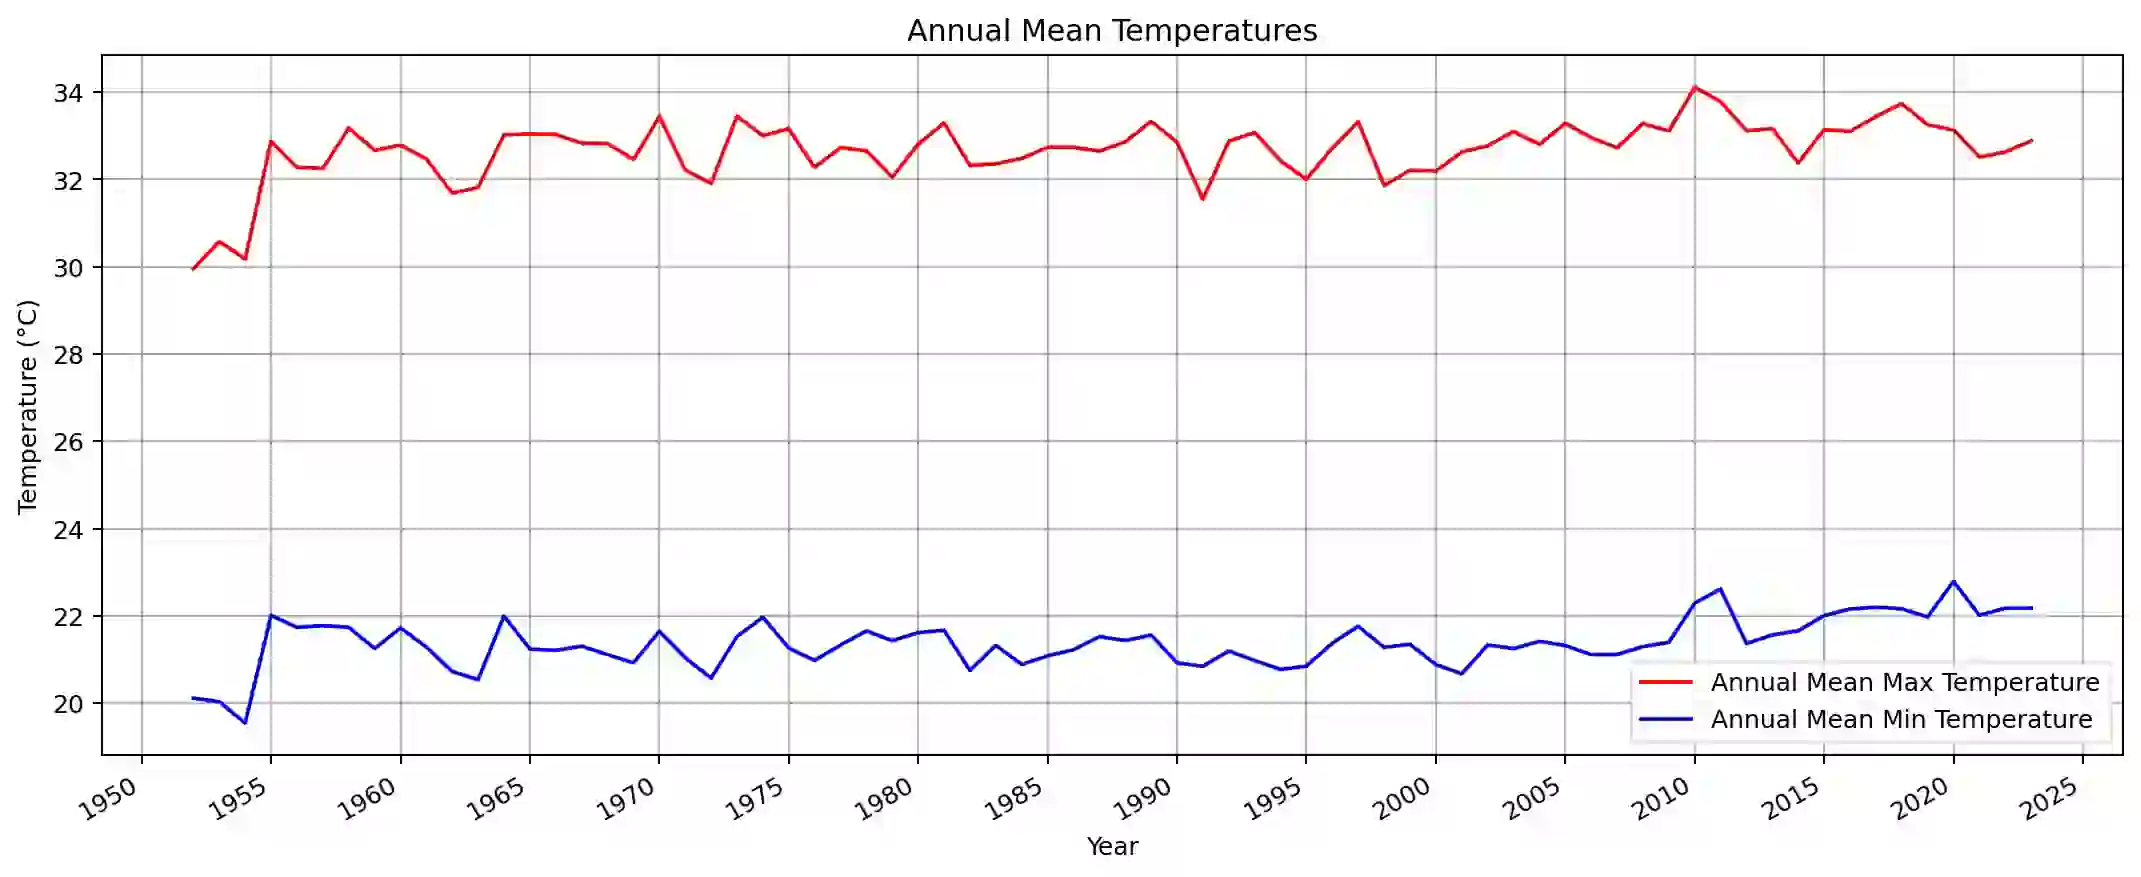 Annual Mean Temperatures
34
32
30
28
26
24
22
20
Temperature (°C)
Annual Mean Max Temperature
Annual Mean Min Temperature
1950 1955 1960 1965 1970 1975 1980 1985 1990 1995 2000 2005 2010 2015 2020 2025
Year